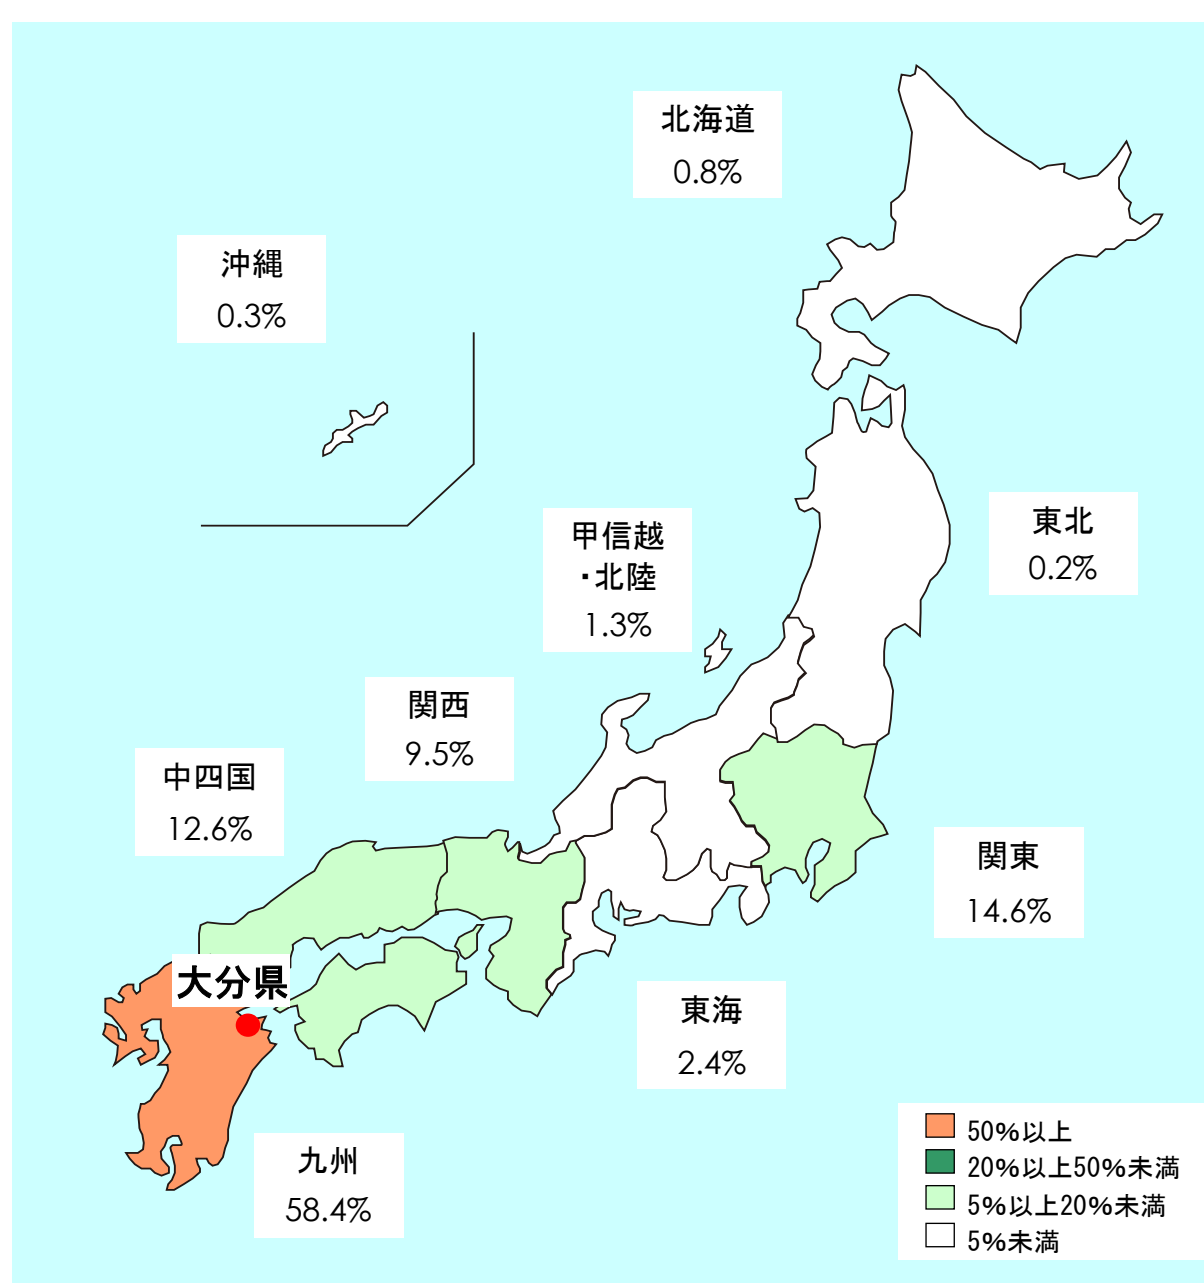 北海道
0.8%
沖縄
0.3%
東北
0.2%
甲信越
・北陸
1.3%
関西
9.5%
中四国
12.6%
関東
14.6%
大分県
東海
2.4%
九州
58.4%
50%以上
20%以上50%未満
5%以上20%未満
5%未満